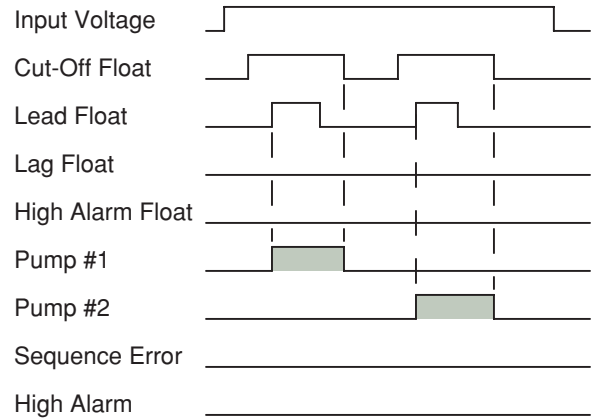 Input Voltage
Cut-Off Float
Lead Float
Lag Float
High Alarm Float
Pump #1
Pump #2
Sequence Error
High Alarm